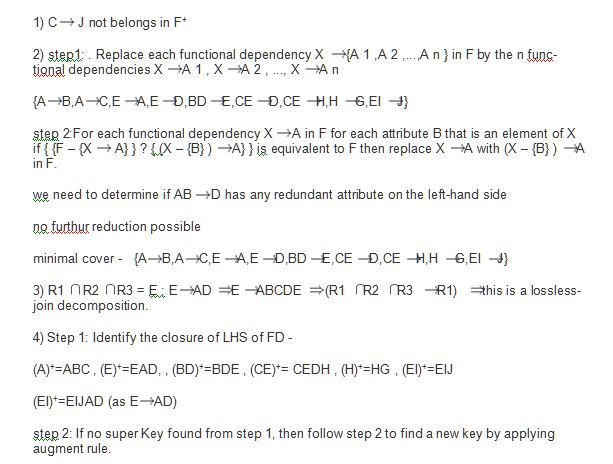 1) C→J not belongs in F⁺
2) step1: . Replace each functional dependency X →{A 1 ,A 2 ,...,A n } in F by the n func-
tional dependencies X →A 1 , X →A 2 , ..., X →A n
{A→B,A→C,E →A,E →D,BD →E,CE →D,CE →H,H →G,EI →J}
step 2:For each functional dependency X →A in F for each attribute B that is an element of X
if { {F – {X → A} } ? { (X – {B} ) →A} } is equivalent to F then replace X →A with (X – {B} ) →A
in F.
we need to determine if AB →D has any redundant attribute on the left-hand side
no furthur reduction possible
minimal cover - {A→B,A→C,E →A,E →D,BD →E,CE →D,CE →H,H →G,EI →J}
3) R1 ∩R2 ∩R3 = E ; E→AD ⇒E →ABCDE ⇒(R1 ∩R2 ∩R3 →R1) ⇒this is a lossless-
join decomposition.
4) Step 1: Identify the closure of LHS of FD -
(A)⁺=ABC , (E)⁺=EAD, , (BD)⁺=BDE , (CE)⁺= CEDH , (H)⁺=HG , (EI)⁺=EIJ
(EI)⁺=EIJAD (as E→AD)
step 2: If no super Key found from step 1, then follow step 2 to find a new key by applying
augment rule.